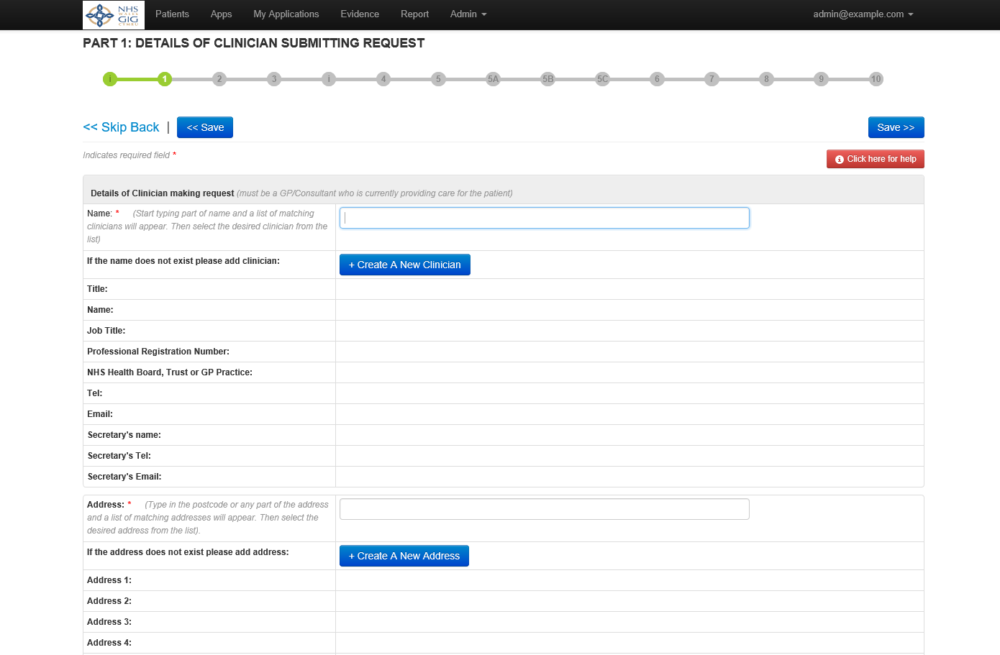 NHS
WALES
GIG
CYMRU
Patients Apps My Applications Evidence Report Admin admin@example.com
PART 1: DETAILS OF CLINICIAN SUBMITTING REQUEST
i 1 2 3 i 4 5 5A 5B 5C 6 7 8 9 10
<< Skip Back | << Save Save >>
Indicates required field *
Click here for help
Details of Clinician making request (must be a GP/Consultant who is currently providing care for the patient)
Name: * (Start typing part of name and a list of matching
clinicians will appear. Then select the desired clinician from the
list)
If the name does not exist please add clinician: + Create A New Clinician
Title:
Name:
Job Title:
Professional Registration Number:
NHS Health Board, Trust or GP Practice:
Tel:
Email:
Secretary's name:
Secretary's Tel:
Secretary's Email:
Address: * (Type in the postcode or any part of the address
and a list of matching addresses will appear. Then select the
desired address from the list).
If the address does not exist please add address: + Create A New Address
Address 1:
Address 2:
Address 3:
Address 4: